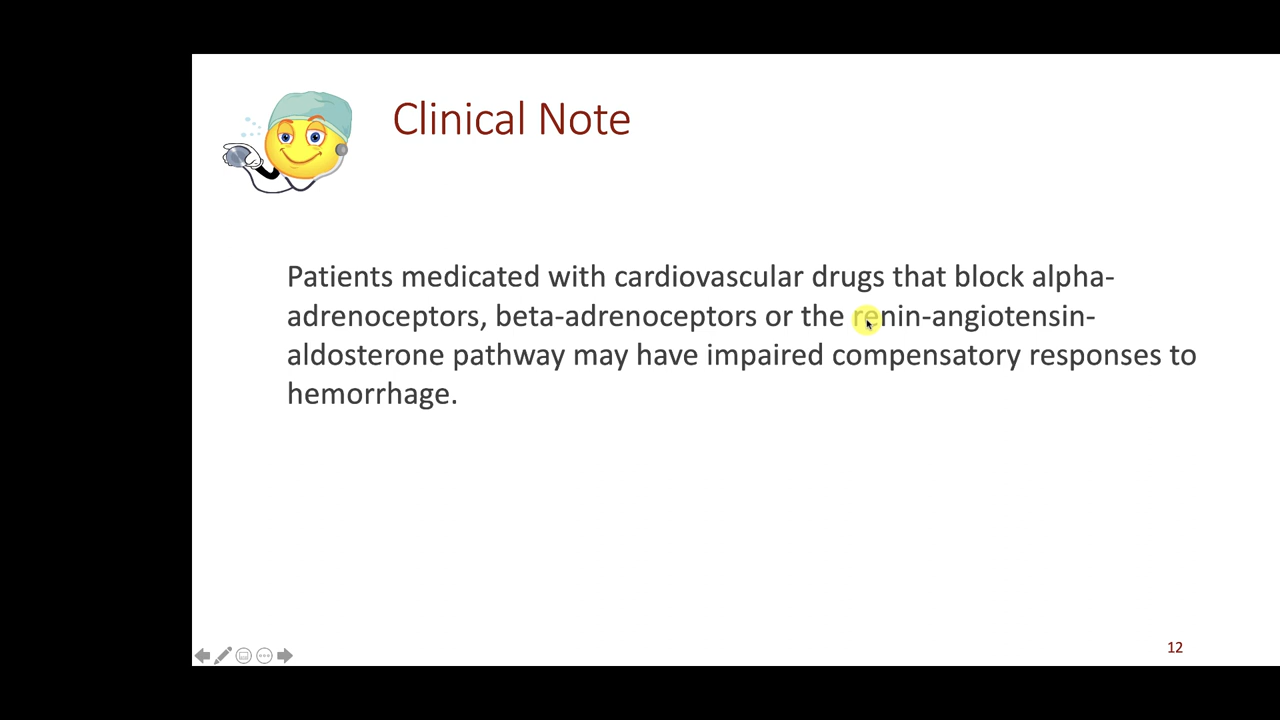 Clinical Note
Patients medicated with cardiovascular drugs that block alpha-
adrenoceptors, beta-adrenoceptors or the renin-angiotensin-
aldosterone pathway may have impaired compensatory responses to
hemorrhage.
12